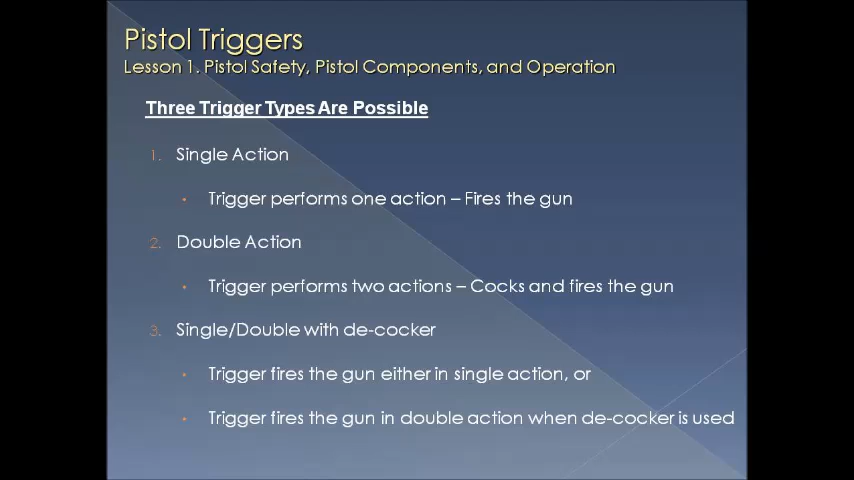 Pistol Triggers
Lesson 1. Pistol Safety, Pistol Components, and Operation
Three Trigger Types Are Possible
1. Single Action
• Trigger performs one action – Fires the gun
2. Double Action
• Trigger performs two actions – Cocks and fires the gun
3. Single/Double with de-cocker
• Trigger fires the gun either in single action, or
• Trigger fires the gun in double action when de-cocker is used